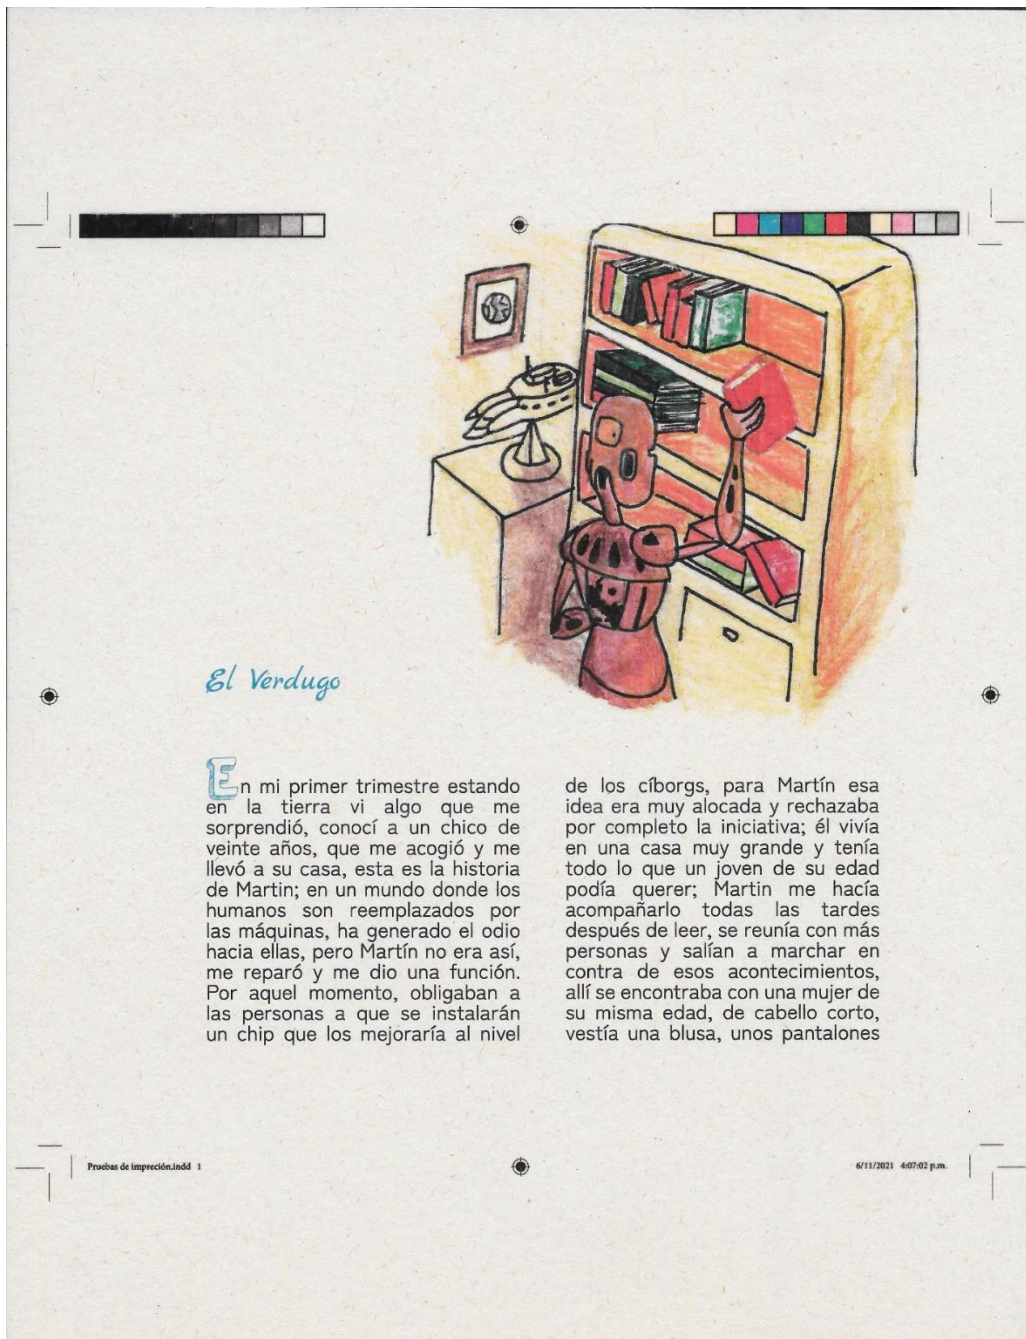 El Verdugo
En mi primer trimestre estando
en la tierra vi algo que me
sorprendió, conocí a un chico de
veinte años, que me acogió y me
llevó a su casa, esta es la historia
de Martin; en un mundo donde los
humanos son reemplazados por
las máquinas, ha generado el odio
hacia ellas, pero Martín no era así,
me reparó y me dio una función.
Por aquel momento, obligaban a
las personas a que se instalarán
un chip que los mejoraría al nivel
de los cíborgs, para Martín esa
idea era muy alocada y rechazaba
por completo la iniciativa; él vivía
en una casa muy grande y tenía
todo lo que un joven de su edad
podía querer; Martin me hacía
acompañarlo todas las tardes
después de leer, se reunía con más
personas y salían a marchar en
contra de esos acontecimientos,
allí se encontraba con una mujer de
su misma edad, de cabello corto,
vestía una blusa, unos pantalones
Pruebas de impreción.indd 1
6/11/2021 4:07:02 p.m.